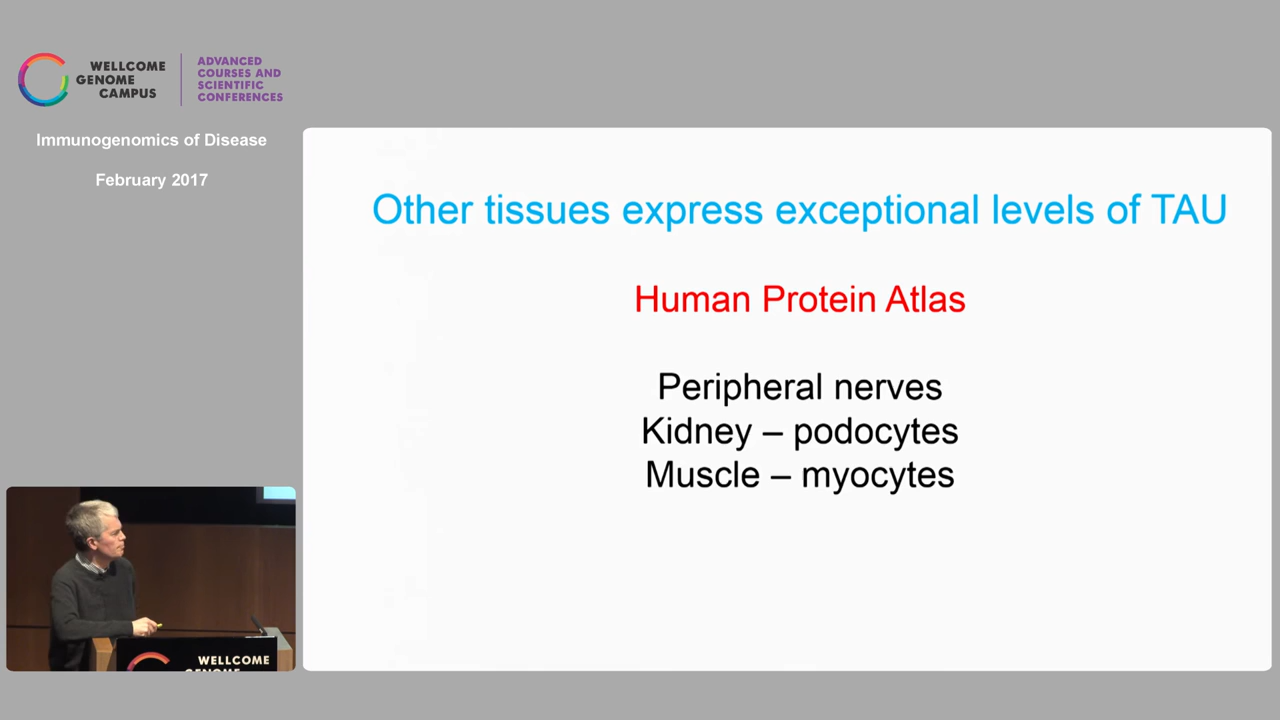 WELLCOME
GENOME
CAMPUS
ADVANCED
COURSES AND
SCIENTIFIC
CONFERENCES
Immunogenomics of Disease
February 2017
Other tissues express exceptional levels of TAU
Human Protein Atlas
Peripheral nerves
Kidney – podocytes
Muscle – myocytes
WELLCOME